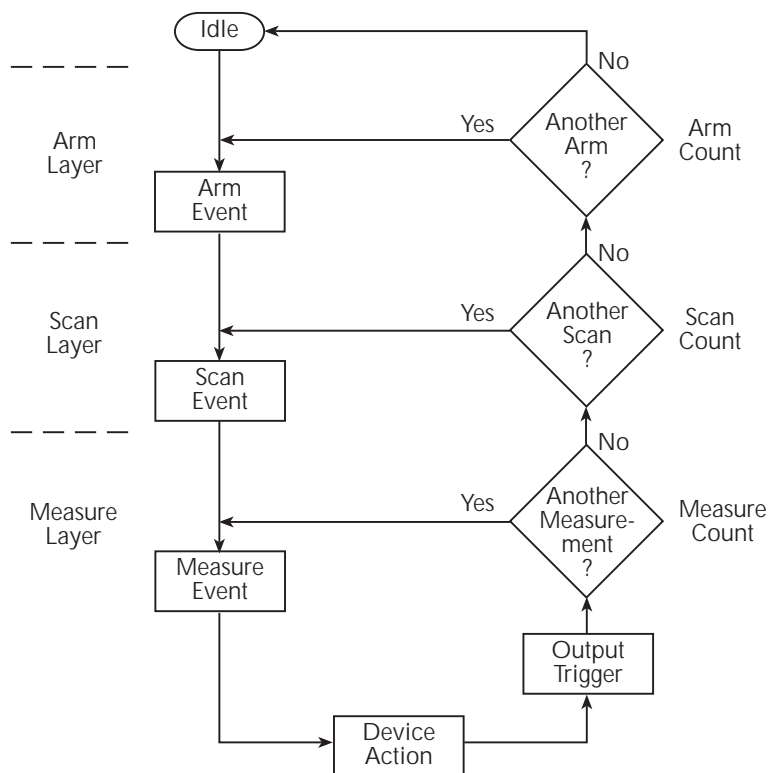 Idle
No
Arm
Layer
Yes
Another
Arm
?
Arm
Count
Arm
Event
No
Scan
Layer
Yes
Another
Scan
?
Scan
Count
Scan
Event
No
Measure
Layer
Yes
Another
Measure-
ment
?
Measure
Count
Measure
Event
Output
Trigger
Device
Action